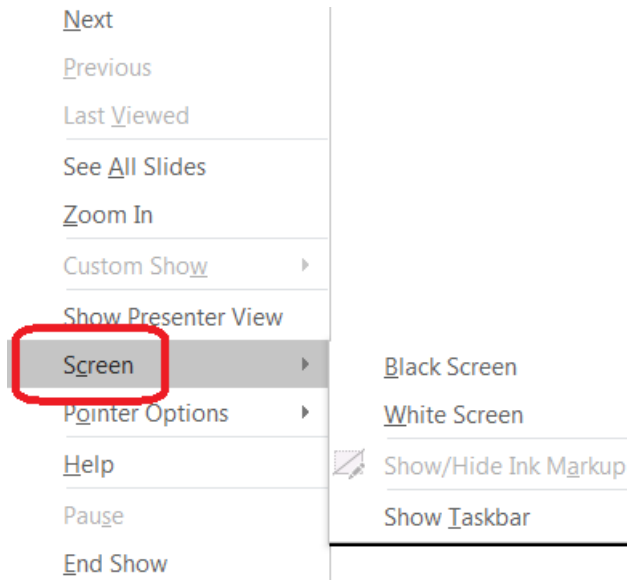 Next
Previous
Last Viewed
See All Slides
Zoom In
Custom Show
Show Presenter View
Screen
Pointer Options
Help
Pause
End Show
Black Screen
White Screen
Show/Hide Ink Markup
Show Taskbar